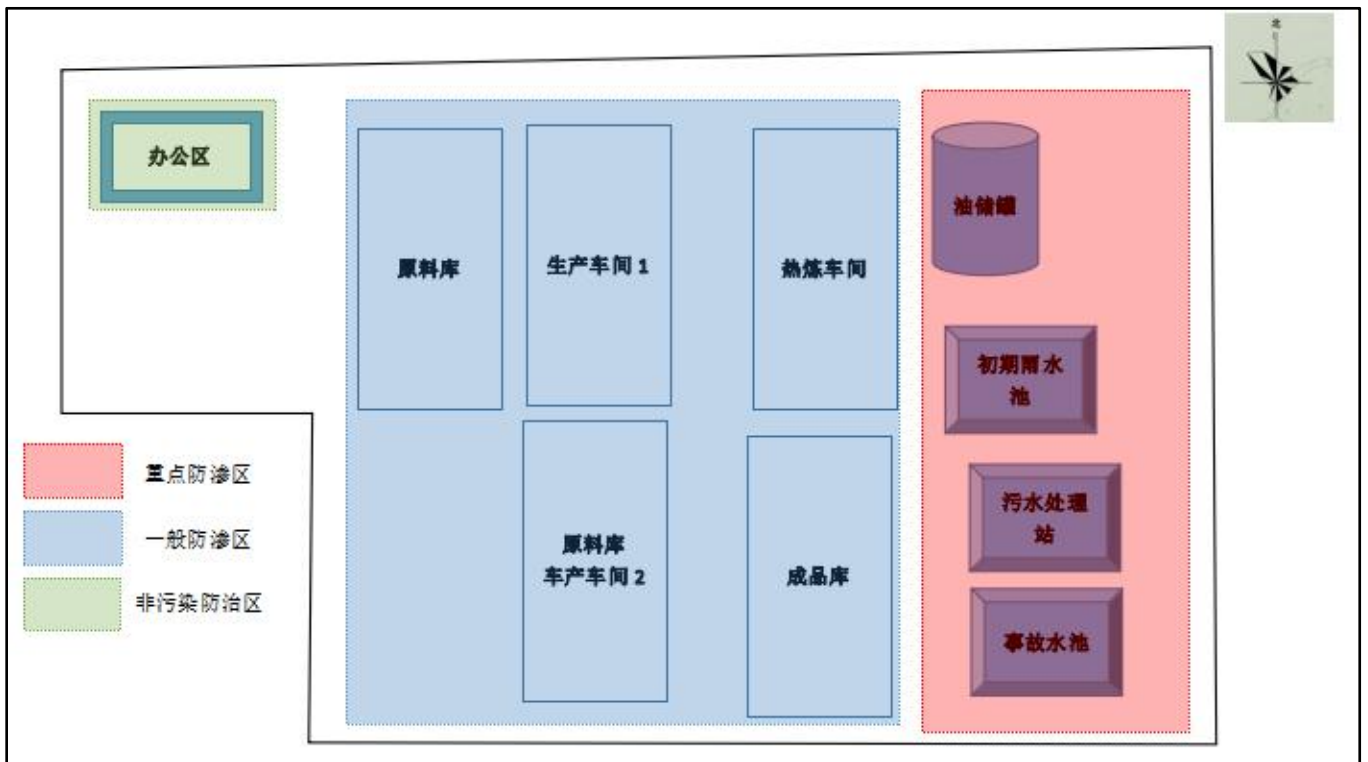 北
办公区
油储罐
原料库
生产车间 1
热炼车间
初期雨水
池
重点防渗区
污水处理
站
一般防渗区
原料库
车产车间 2
成品库
非污染防治区
事故水池